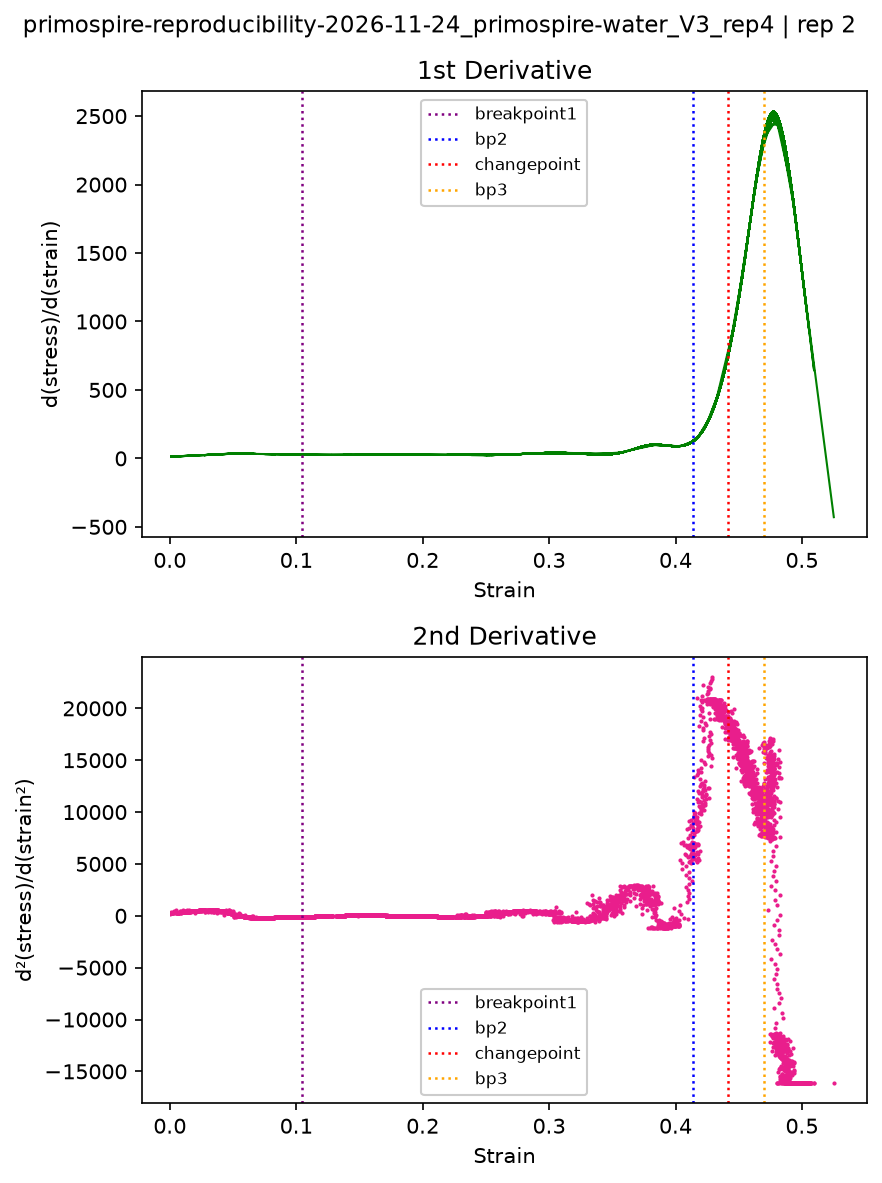 primospire-reproducibility-2026-11-24_primospire-water_V3_rep4 | rep 2
1st Derivative
2500
2000
1500
1000
500
0
−500
d(stress)/d(strain)
breakpoint1
bp2
changepoint
bp3
0.0 0.1 0.2 0.3 0.4 0.5
Strain
2nd Derivative
20000
15000
10000
5000
0
−5000
−10000
−15000
d²(stress)/d(strain²)
breakpoint1
bp2
changepoint
bp3
0.0 0.1 0.2 0.3 0.4 0.5
Strain